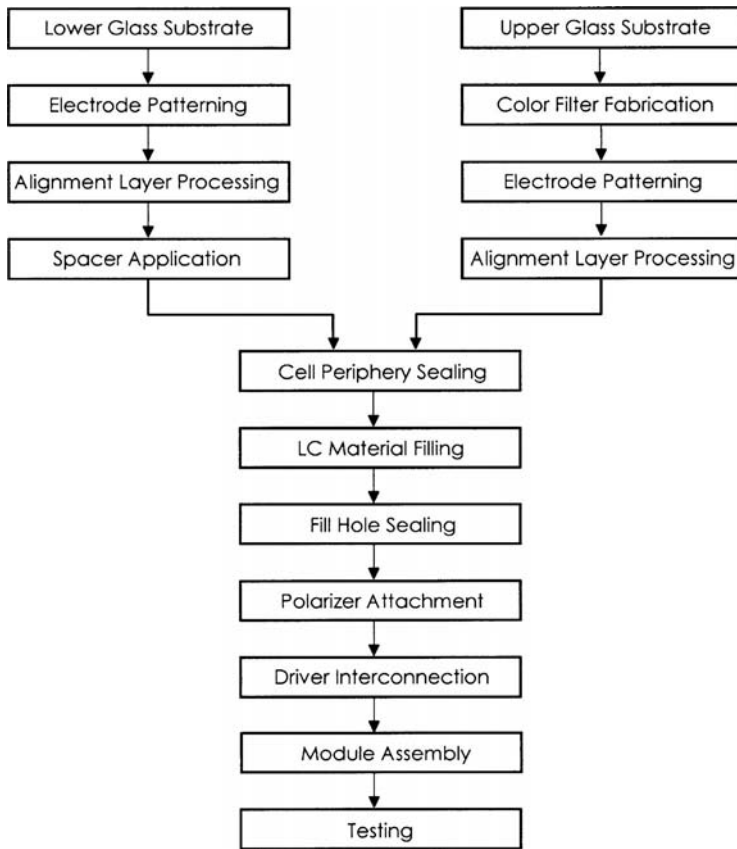 Lower Glass Substrate
Electrode Patterning
Alignment Layer Processing
Spacer Application
Upper Glass Substrate
Color Filter Fabrication
Electrode Patterning
Alignment Layer Processing
Cell Periphery Sealing
LC Material Filling
Fill Hole Sealing
Polarizer Attachment
Driver Interconnection
Module Assembly
Testing